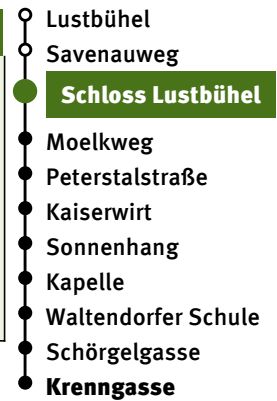 Lustbühel
Savenauweg
Schloss Lustbühel
Moelkweg
Peterstalstraße
Kaiserwirt
Sonnenhang
Kapelle
Waltendorfer Schule
Schörgelgasse
Krenngasse